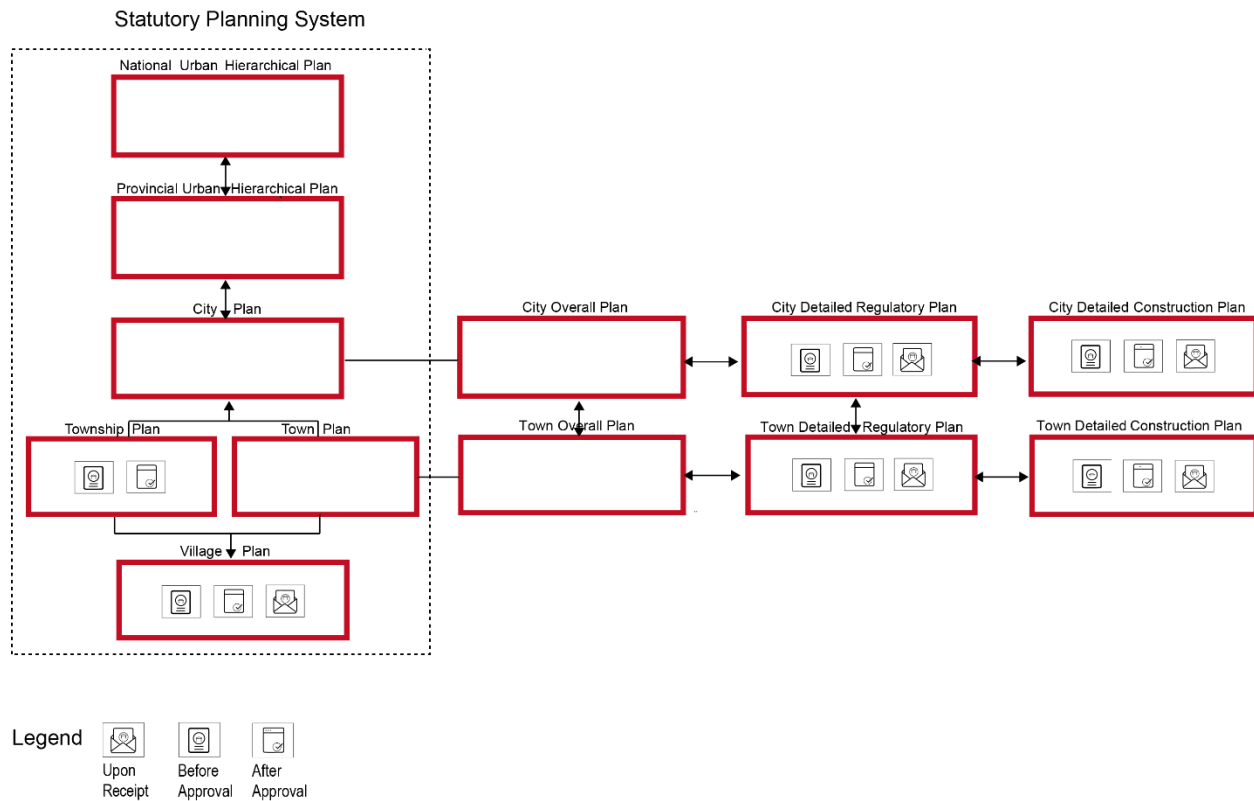 Statutory Planning System
National Urban Hierarchical Plan
Provincial Urban Hierarchical Plan
City Plan
City Overall Plan
City Detailed Regulatory Plan
City Detailed Construction Plan
Township Plan
Town Plan
Town Overall Plan
Town Detailed Regulatory Plan
Town Detailed Construction Plan
Village Plan
Legend
Upon
Receipt
Before
Approval
After
Approval